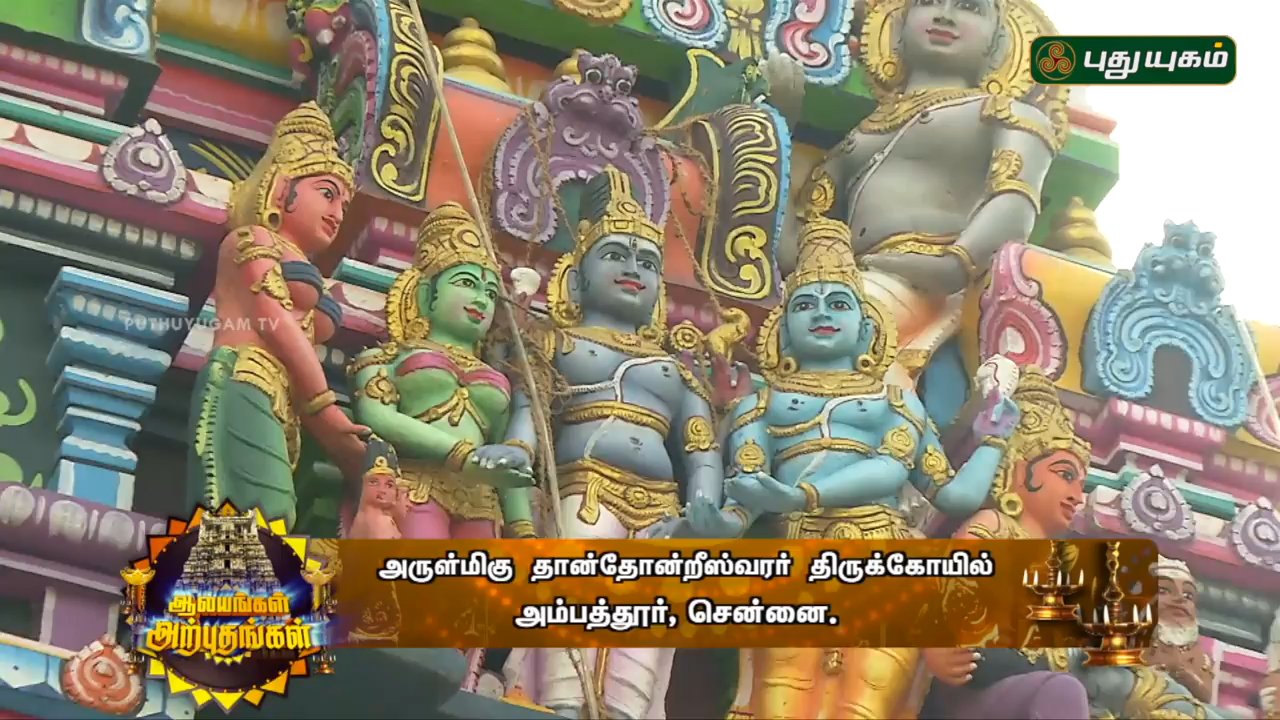 புதுயுகம்
PUTHUYUGAM TV
அருள்மிகு தான்தோன்றீஸ்வரர் திருக்கோயில்
அம்பத்தூர், சென்னை.
ஆலயங்கள்
அற்புதங்கள்